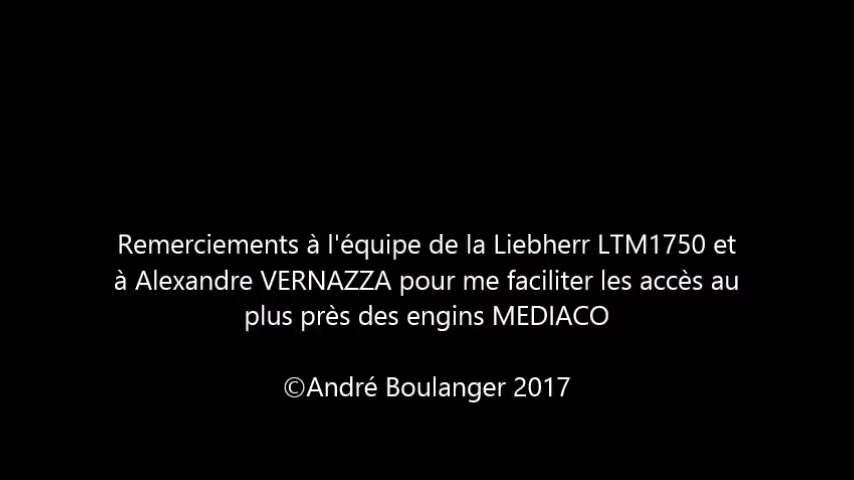 Remerciements à l'équipe de la Liebherr LTM1750 et
à Alexandre VERNAZZA pour me faciliter les accès au
plus près des engins MEDIACO
©André Boulanger 2017